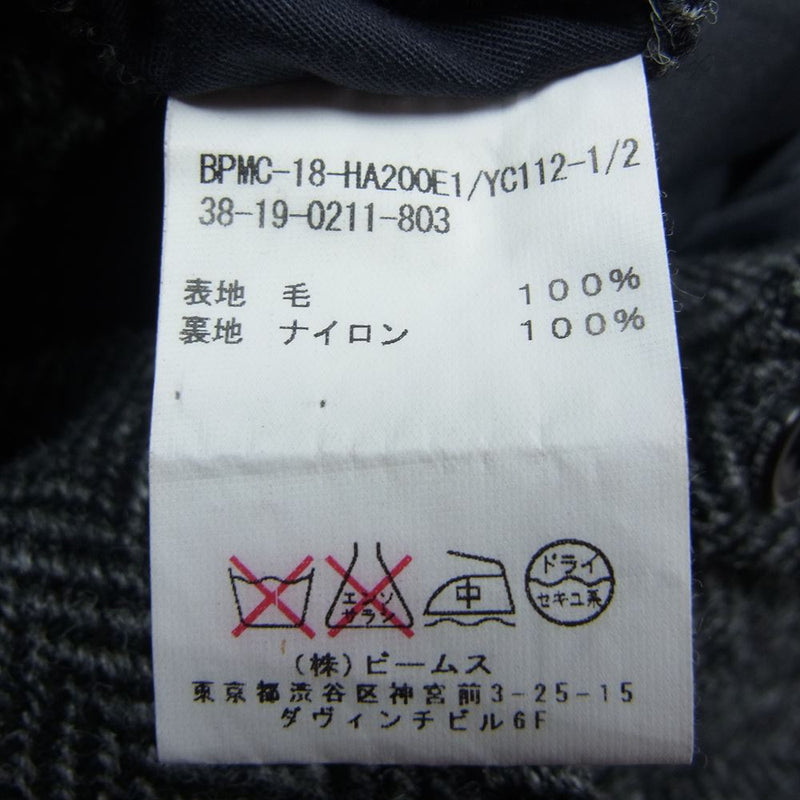 BPMC-18-HA200E1/YC112-1/2
38-19-0211-803
表地 毛 100%
裏地 ナイロン 100%
エンソ
サラシ
中
ドライ
セキユ系
(株)ビームス
東京都渋谷区神宮前3-25-15
ダヴィンチビル6F